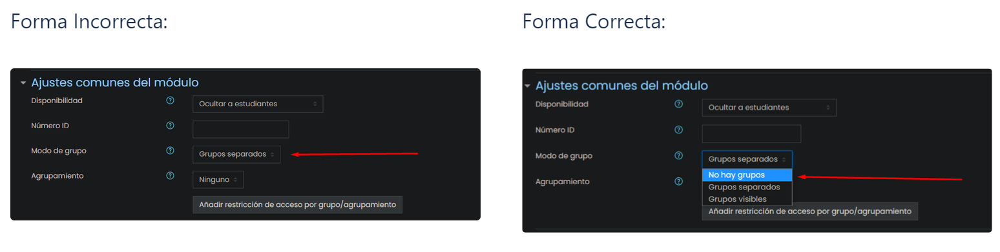 Forma Incorrecta:
Ajustes comunes del módulo
Disponibilidad
Ocultar a estudiantes
Número ID
Modo de grupo
Grupos separados
Agrupamiento
Ninguno
Añadir restricción de acceso por grupo/agrupamiento
Forma Correcta:
Ajustes comunes del módulo
Disponibilidad
Ocultar a estudiantes
Número ID
Modo de grupo
Grupos separados
No hay grupos
Grupos separados
Grupos visibles
Agrupamiento
Añadir restricción de acceso por grupo/agrupamiento